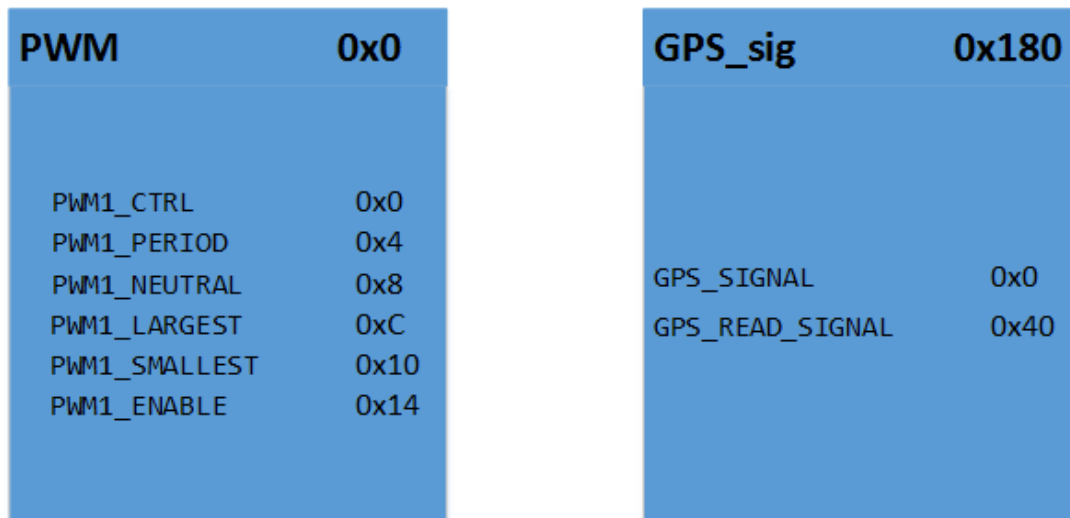 PWM 0x0
PWM1_CTRL 0x0
PWM1_PERIOD 0x4
PWM1_NEUTRAL 0x8
PWM1_LARGEST 0xC
PWM1_SMALLEST 0x10
PWM1_ENABLE 0x14
GPS_sig 0x180
GPS_SIGNAL 0x0
GPS_READ_SIGNAL 0x40